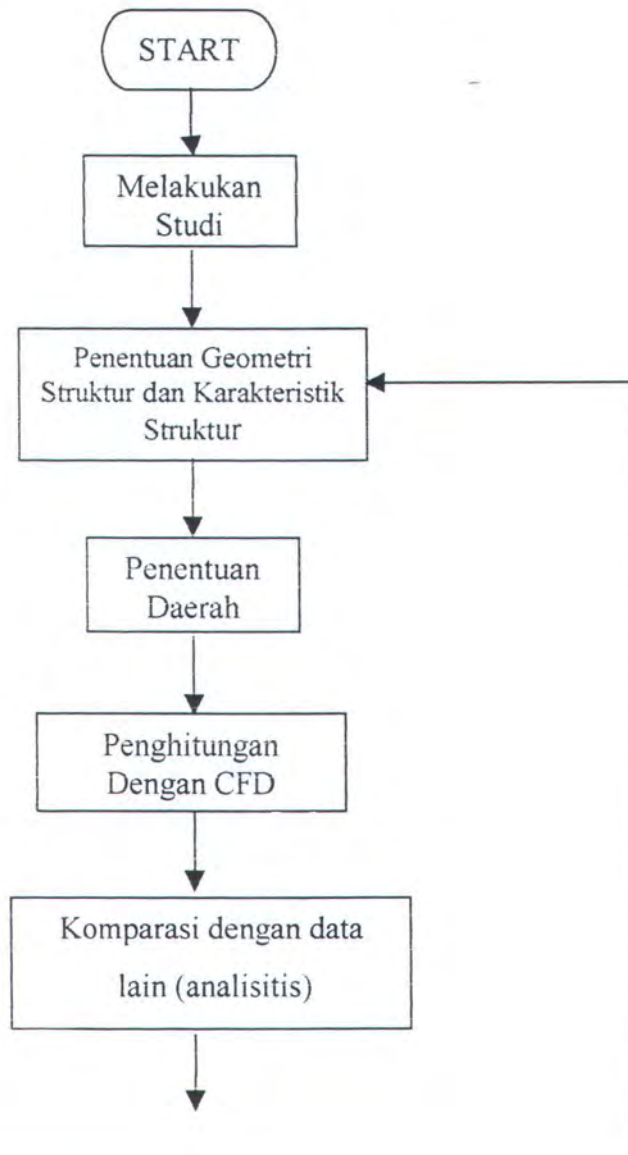 START
Melakukan
Studi
Penentuan Geometri
Struktur dan Karakteristik
Struktur
Penentuan
Daerah
Penghitungan
Dengan CFD
Komparasi dengan data
lain (analisitis)